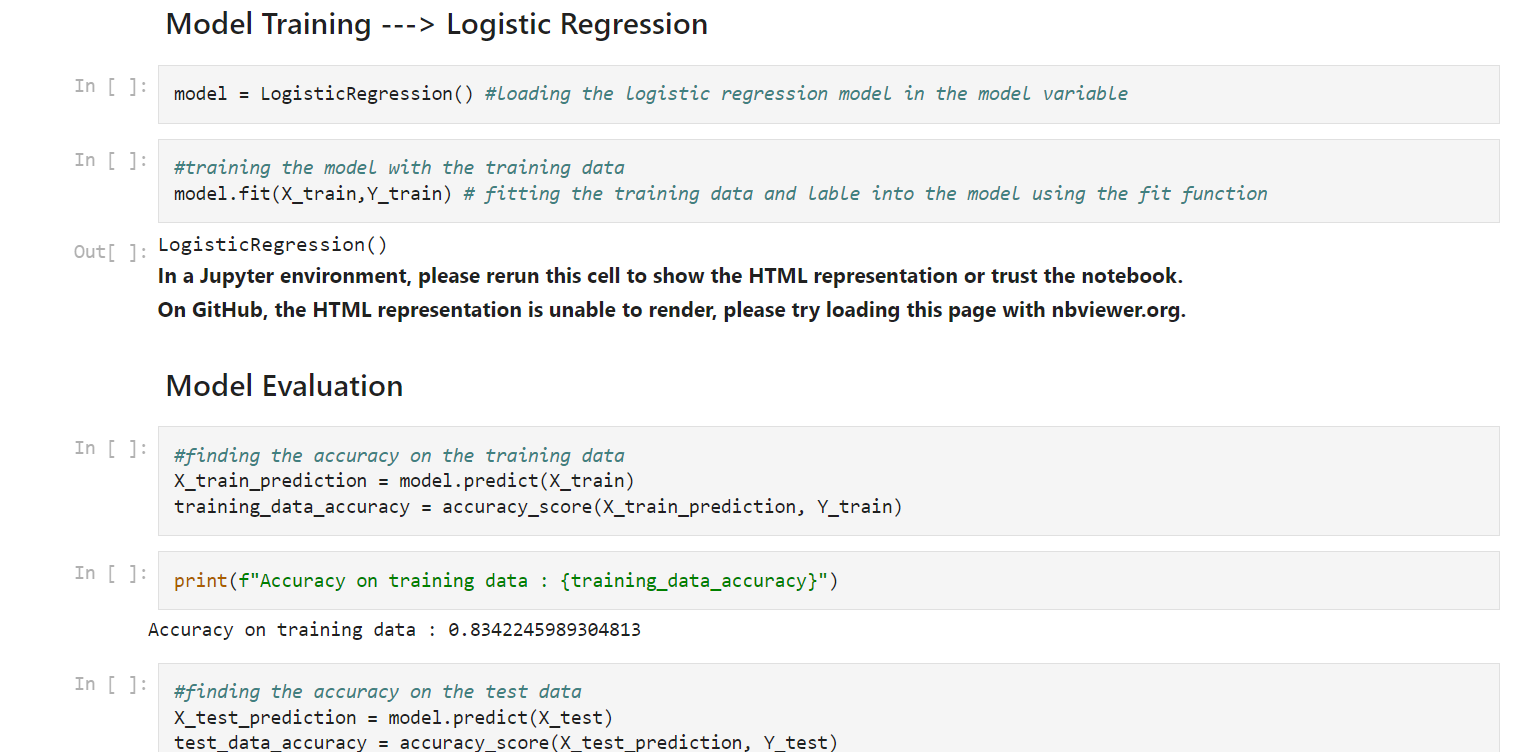 Model Training ---> Logistic Regression
In [ ]: model = LogisticRegression() #loading the logistic regression model in the model variable
In [ ]: #training the model with the training data
model.fit(X_train,Y_train) # fitting the training data and lable into the model using the fit function
Out[ ]: LogisticRegression()
In a Jupyter environment, please rerun this cell to show the HTML representation or trust the notebook.
On GitHub, the HTML representation is unable to render, please try loading this page with nbviewer.org.
Model Evaluation
In [ ]: #finding the accuracy on the training data
X_train_prediction = model.predict(X_train)
training_data_accuracy = accuracy_score(X_train_prediction, Y_train)
In [ ]: print(f"Accuracy on training data : {training_data_accuracy}")
Accuracy on training data : 0.8342245989304813
In [ ]: #finding the accuracy on the test data
X_test_prediction = model.predict(X_test)
test_data_accuracy = accuracy_score(X_test_prediction, Y_test)